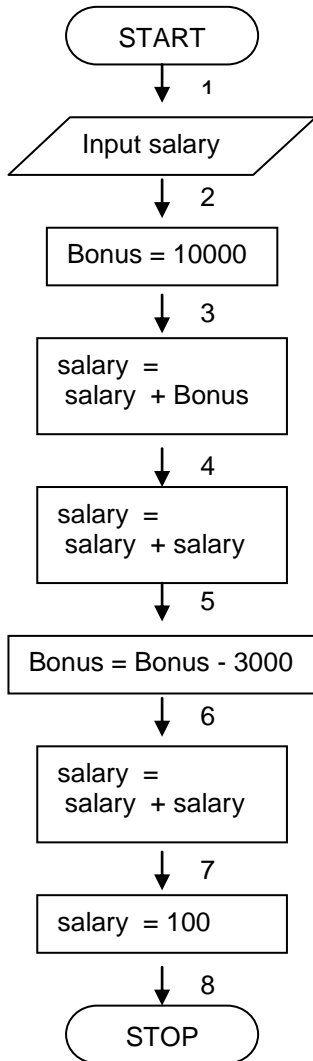 START
1
Input salary
2
Bonus = 10000
3
salary =
salary + Bonus
4
salary =
salary + salary
5
Bonus = Bonus - 3000
6
salary =
salary + salary
7
salary = 100
8
STOP